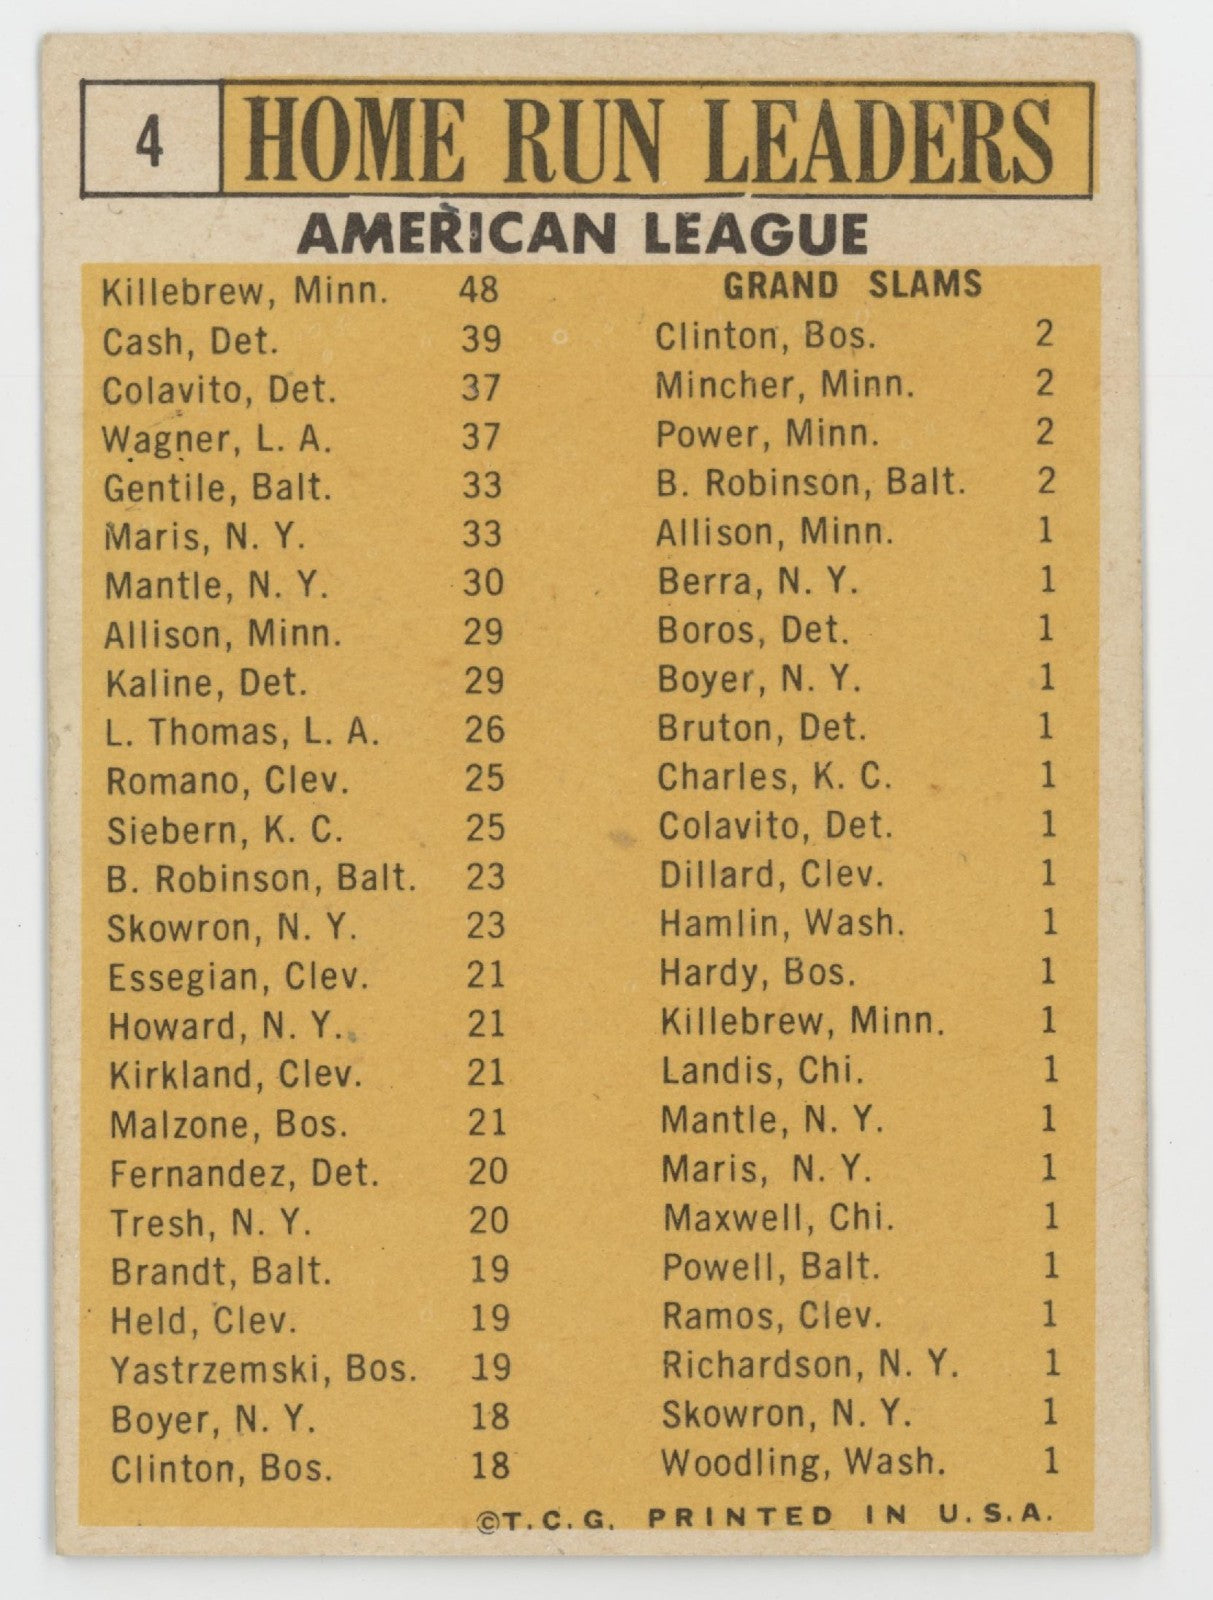 4
HOME RUN LEADERS
AMERICAN LEAGUE
Killebrew, Minn. 48
Cash, Det. 39
Colavito, Det. 37
Wagner, L. A. 37
Gentile, Balt. 33
Maris, N. Y. 33
Mantle, N. Y. 30
Allison, Minn. 29
Kaline, Det. 29
L. Thomas, L. A. 26
Romano, Clev. 25
Siebern, K. C. 25
B. Robinson, Balt. 23
Skowron, N. Y. 23
Essegian, Clev. 21
Howard, N. Y. 21
Kirkland, Clev. 21
Malzone, Bos. 21
Fernandez, Det. 20
Tresh, N. Y. 20
Brandt, Balt. 19
Held, Clev. 19
Yastrzemski, Bos. 19
Boyer, N. Y. 18
Clinton, Bos. 18
GRAND SLAMS
Clinton, Bos. 2
Mincher, Minn. 2
Power, Minn. 2
B. Robinson, Balt. 2
Allison, Minn. 1
Berra, N. Y. 1
Boros, Det. 1
Boyer, N. Y. 1
Bruton, Det. 1
Charles, K. C. 1
Colavito, Det. 1
Dillard, Clev. 1
Hamlin, Wash. 1
Hardy, Bos. 1
Killebrew, Minn. 1
Landis, Chi. 1
Mantle, N. Y. 1
Maris, N. Y. 1
Maxwell, Chi. 1
Powell, Balt. 1
Ramos, Clev. 1
Richardson, N. Y. 1
Skowron, N. Y. 1
Woodling, Wash. 1
©T.C.G. PRINTED IN U.S.A.